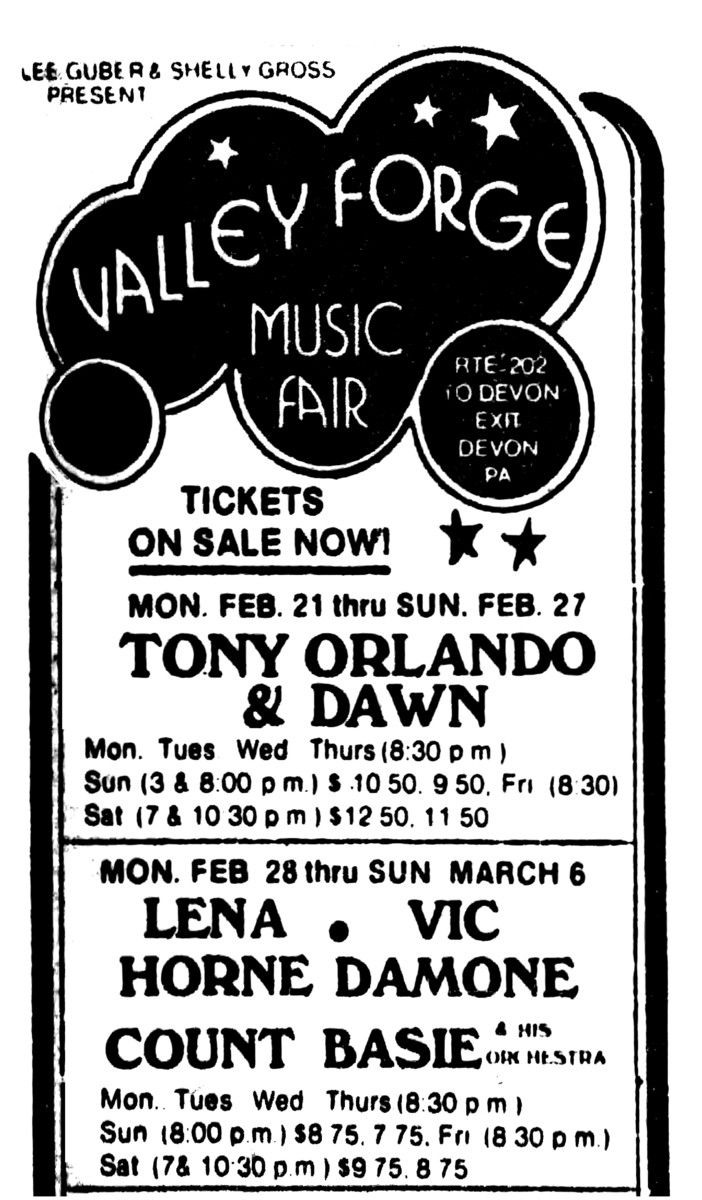 LEE GUBER & SHELLY GROSS
PRESENT
VALLEY FORGE
MUSIC
FAIR
RTE 202
TO DEVON
EXIT
DEVON
PA
TICKETS
ON SALE NOW!
MON. FEB. 21 thru SUN. FEB. 27
TONY ORLANDO
& DAWN
Mon. Tues Wed Thurs (8:30 p m )
Sun (3 & 8:00 p m.) $ 10 50, 9 50, Fri (8:30)
Sat (7 & 10 30 p m ) $12 50, 11 50
MON. FEB 28 thru SUN MARCH 6
LENA • VIC
HORNE DAMONE
COUNT BASIE & HIS ORCHESTRA
Mon. Tues Wed Thurs (8:30 p m )
Sun (8:00 p.m.) $8 75, 7 75, Fri (8 30 p m.)
Sat (7& 10:30 p.m ) $9 75, 8 75